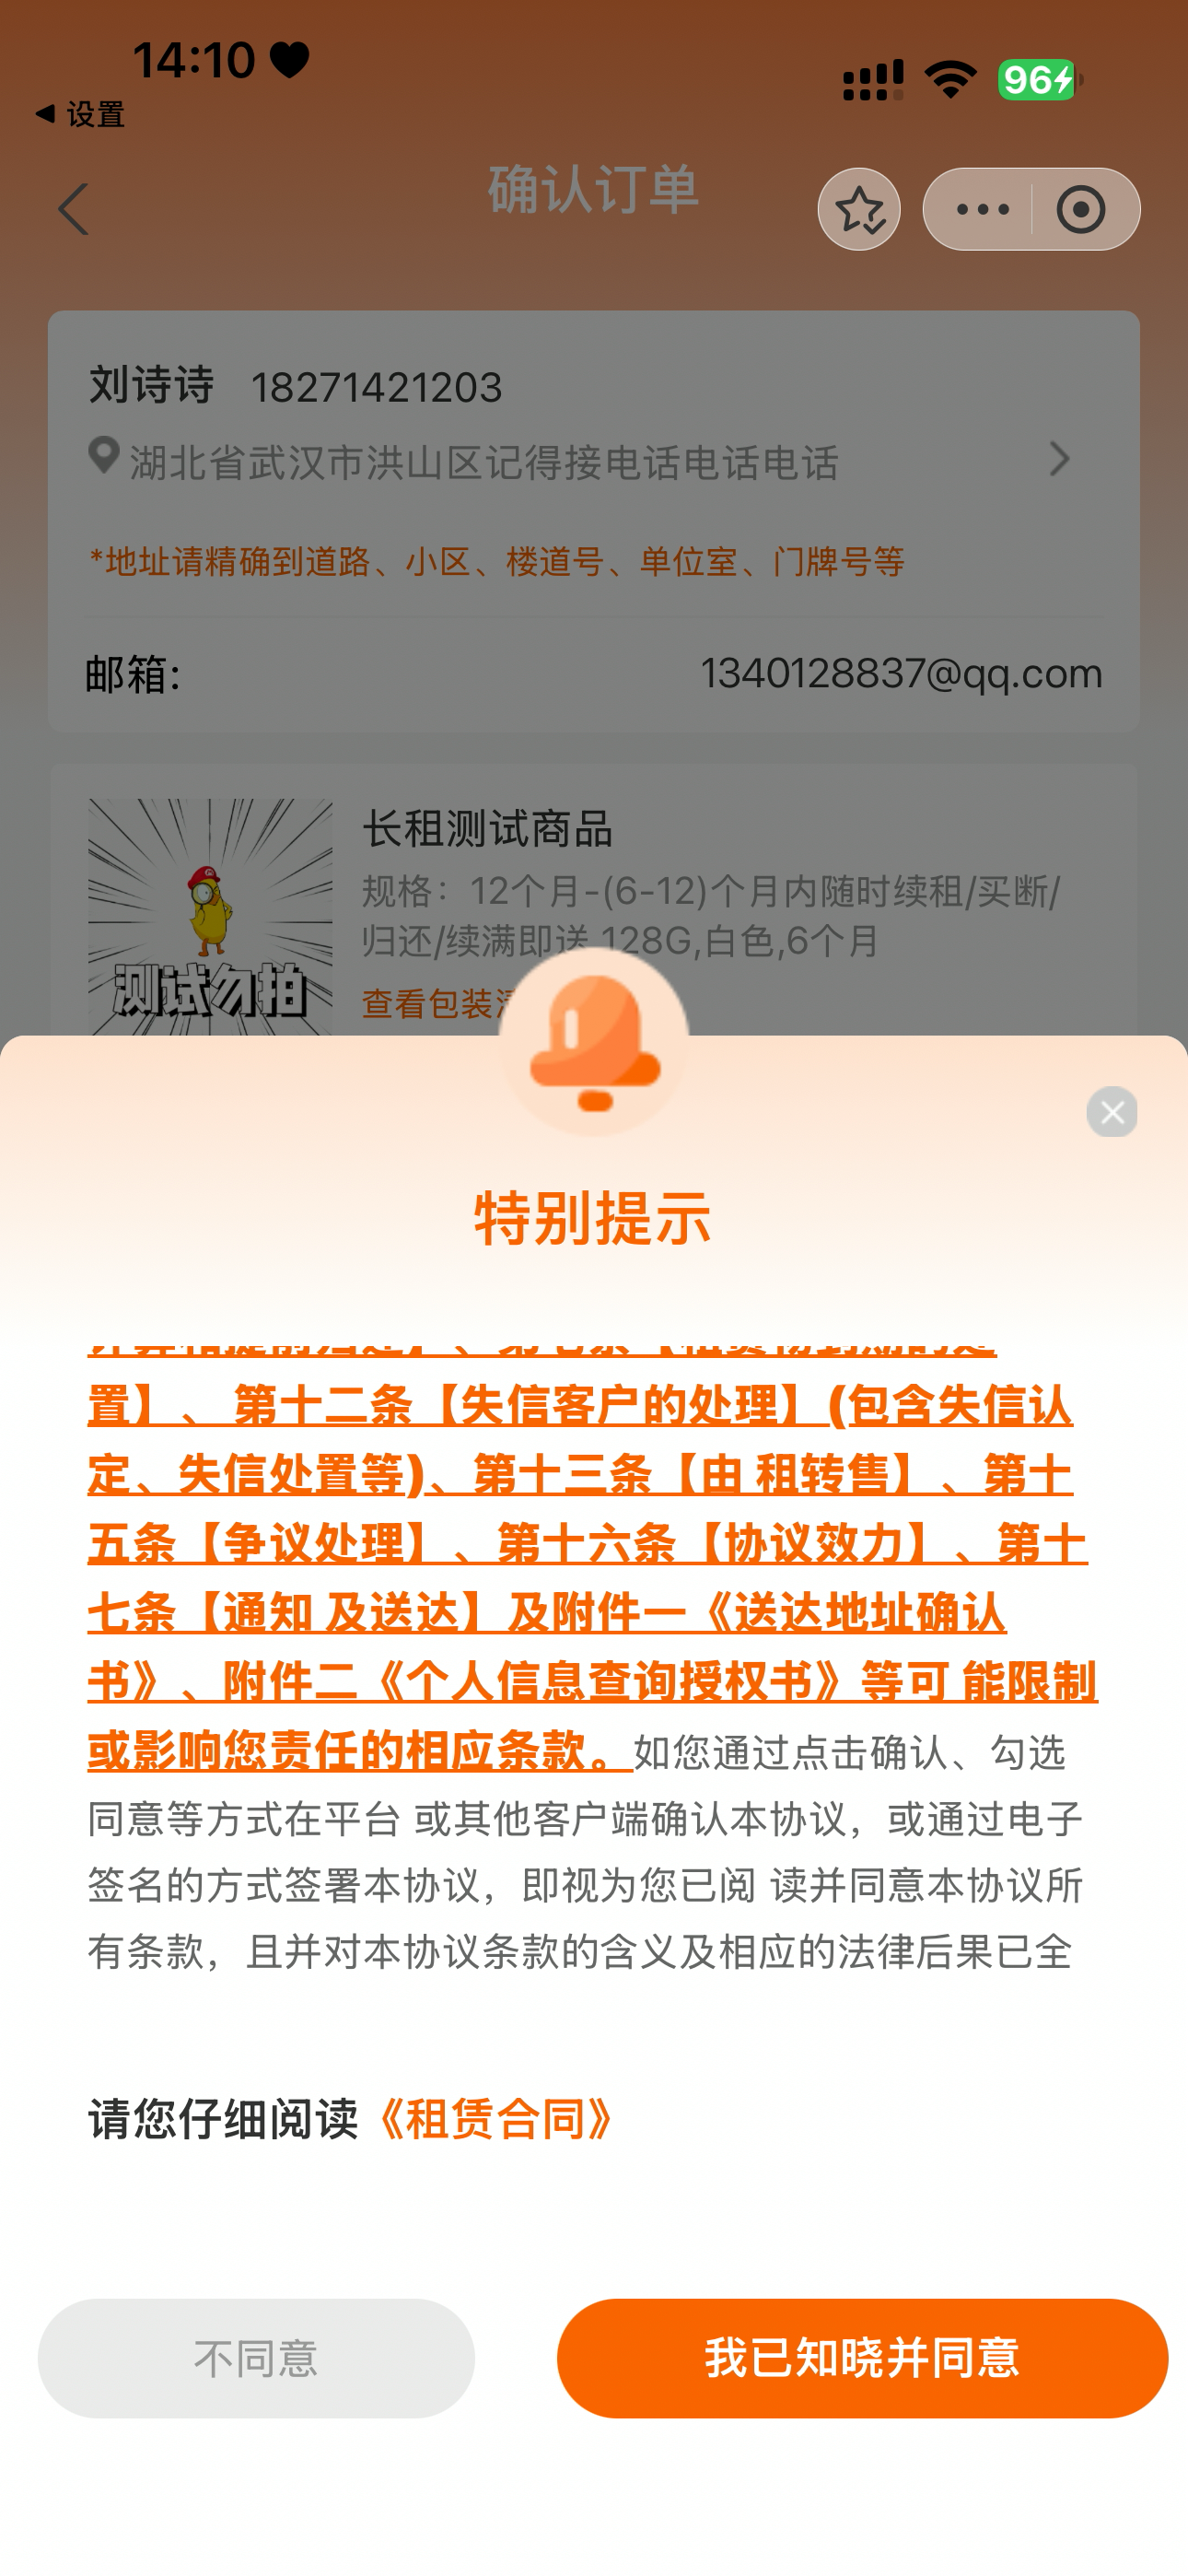 14:10
96
设置
确认订单
刘诗诗 18271421203
湖北省武汉市洪山区记得接电话电话电话
*地址请精确到道路、小区、楼道号、单位室、门牌号等
邮箱: 1340128837@qq.com
测试勿拍
长租测试商品
规格：12个月-(6-12)个月内随时续租/买断/
归还/续满即送,128G,白色,6个月
查看包装
特别提示
置】、 第十二条【失信客户的处理】(包含失信认
定、失信处置等)、第十三条【由 租转售】、第十
五条【争议处理】、第十六条【协议效力】、第十
七条【通知 及送达】及附件一《送达地址确认
书》、附件二《个人信息查询授权书》等可 能限制
或影响您责任的相应条款。如您通过点击确认、勾选
同意等方式在平台 或其他客户端确认本协议，或通过电子
签名的方式签署本协议，即视为您已阅 读并同意本协议所
有条款，且并对本协议条款的含义及相应的法律后果已全
请您仔细阅读《租赁合同》
不同意
我已知晓并同意